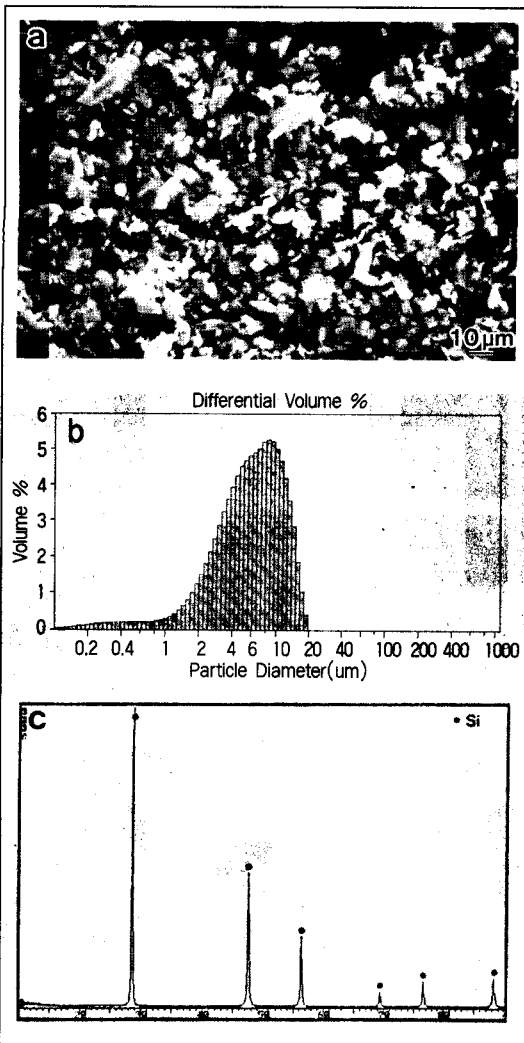 a
10µm
Differential Volume %
b
6
5
4
3
2
1
0
Volume %
0.2 0.4 1 2 4 6 10 20 40 100 200 400 1000
Particle Diameter(um)
c
• Si